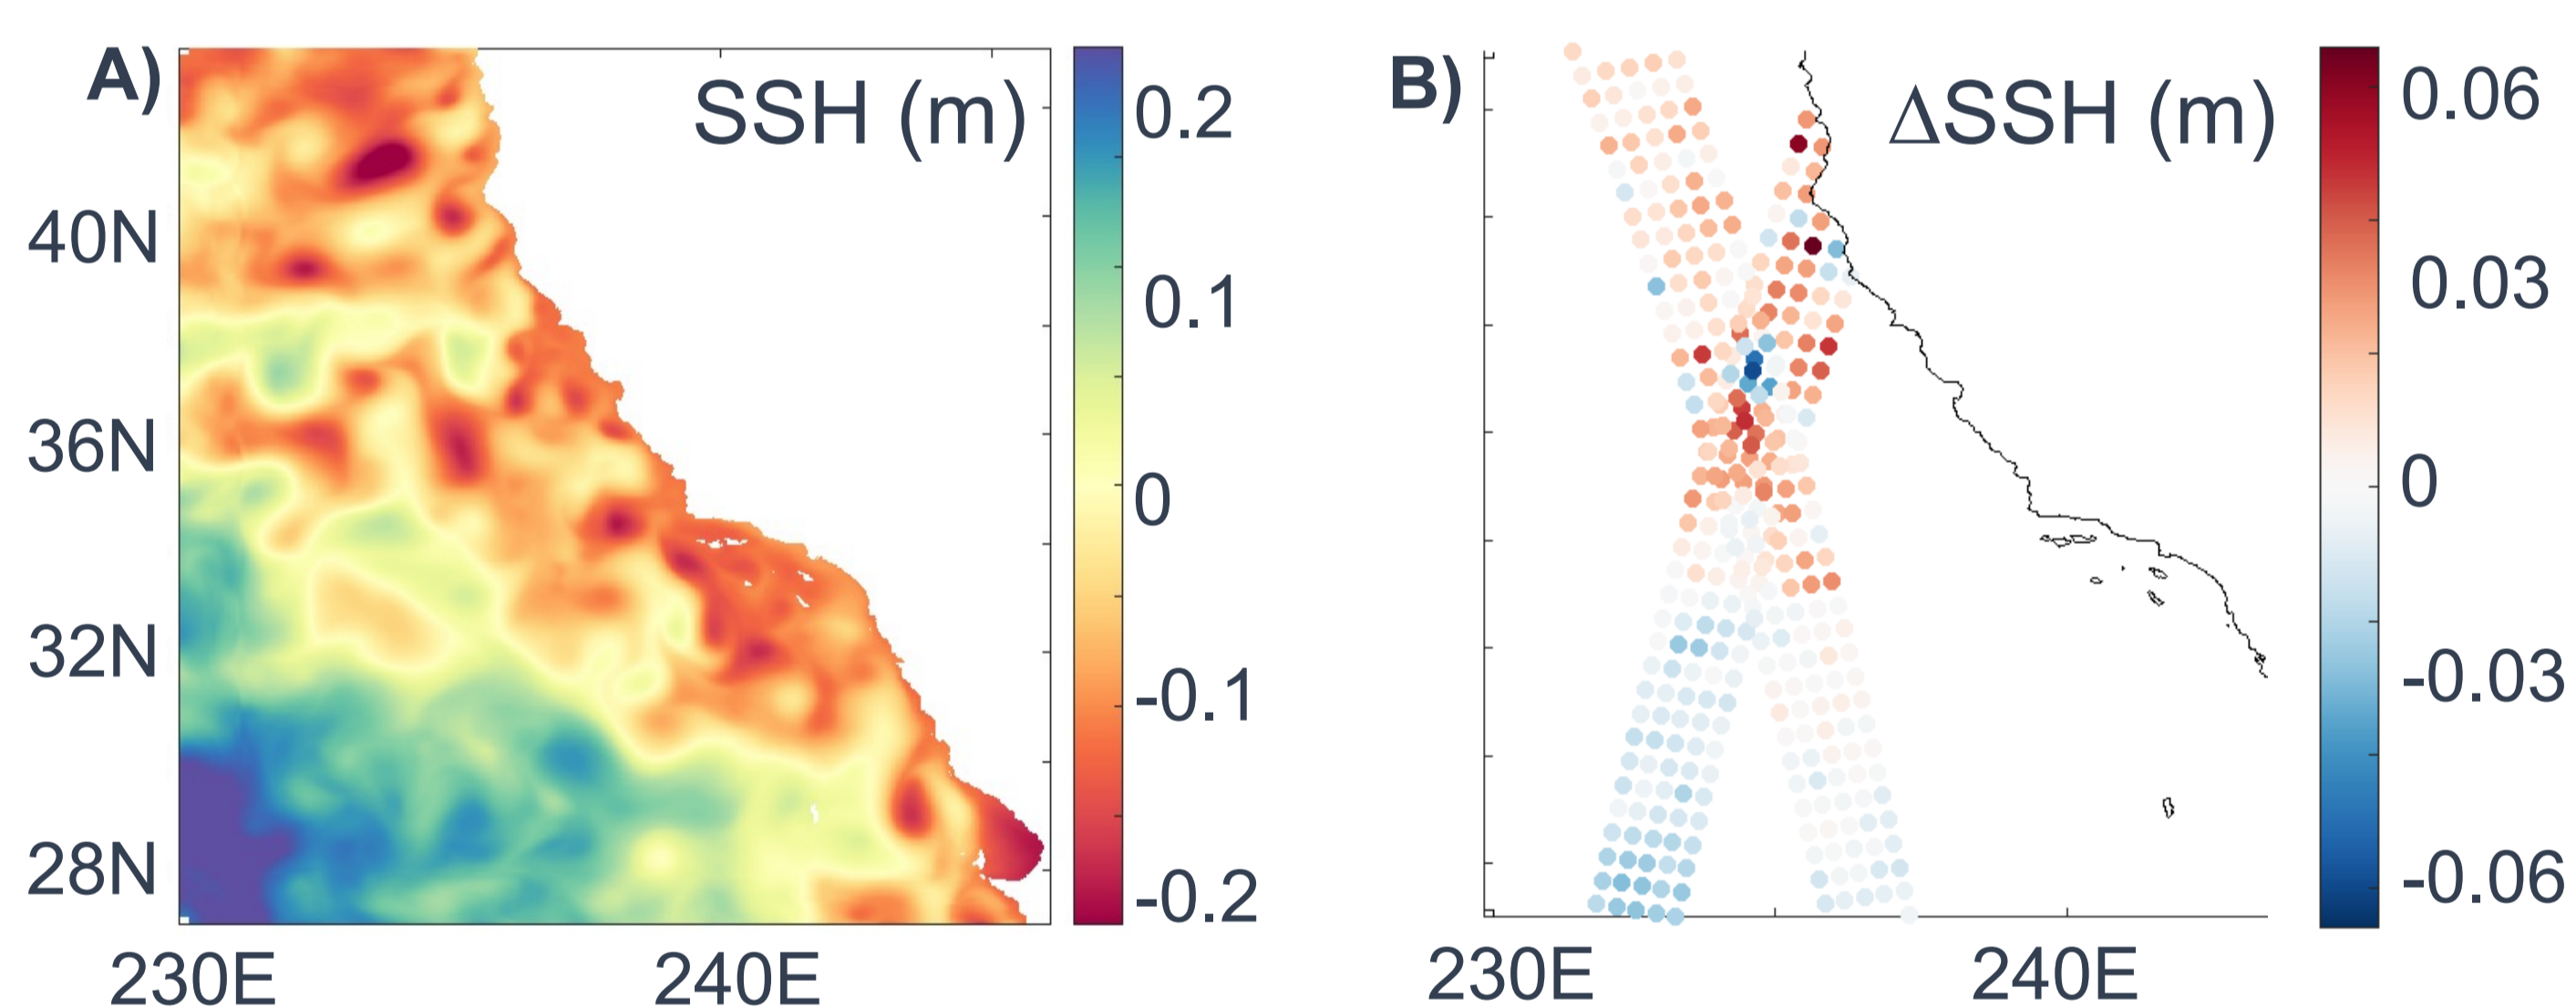 A)
SSH (m)
40N
36N
32N
28N
230E
240E
0.2
0.1
0
-0.1
-0.2
B)
ΔSSH (m)
230E
240E
0.06
0.03
0
-0.03
-0.06